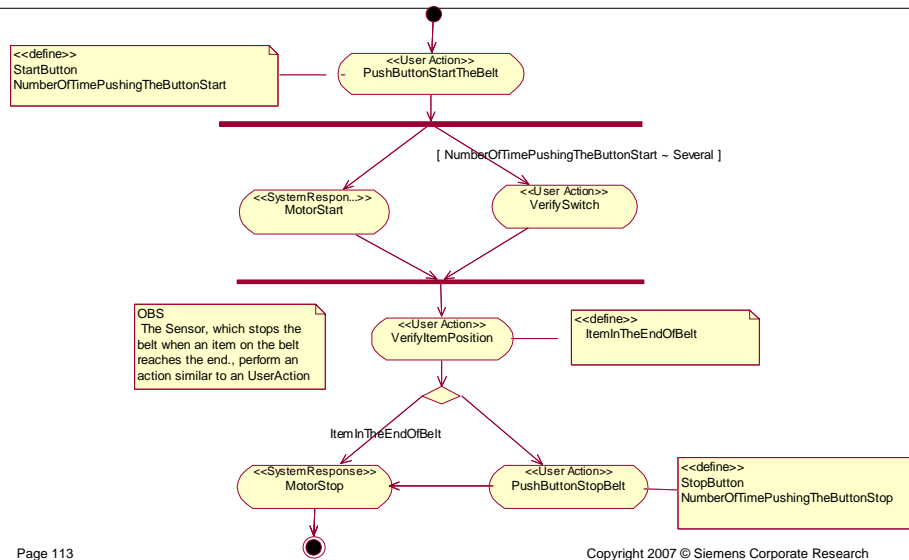 <<define>>
StartButton
NumberOfTimePushingTheButtonStart
<<User Action>>
PushButtonStartTheBelt
[ NumberOfTimePushingTheButtonStart ~ Several ]
<<SystemRespon...>>
MotorStart
<<User Action>>
VerifySwitch
OBS
The Sensor, which stops the
belt when an item on the belt
reaches the end., perform an
action similar to an UserAction
<<User Action>>
VerifyItemPosition
<<define>>
ItemInTheEndOfBelt
ItemInTheEndOfBelt
<<SystemResponse>>
MotorStop
<<User Action>>
PushButtonStopBelt
<<define>>
StopButton
NumberOfTimePushingTheButtonStop
Page 113
Copyright 2007 © Siemens Corporate Research